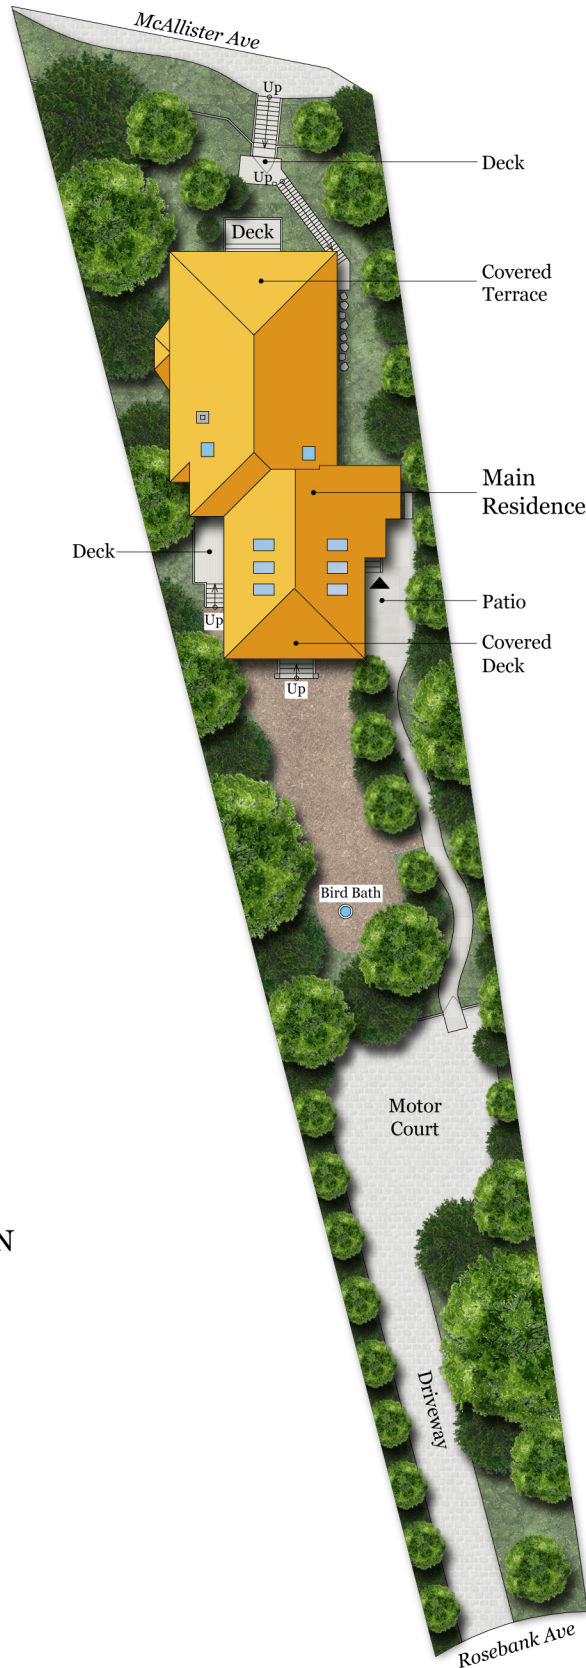 McAllister Ave
Up
Deck
Up
Deck
Covered
Terrace
Main
Residence
Deck
Patio
Up
Covered
Deck
Up
Bird Bath
Motor
Court
N
Driveway
Rosebank Ave